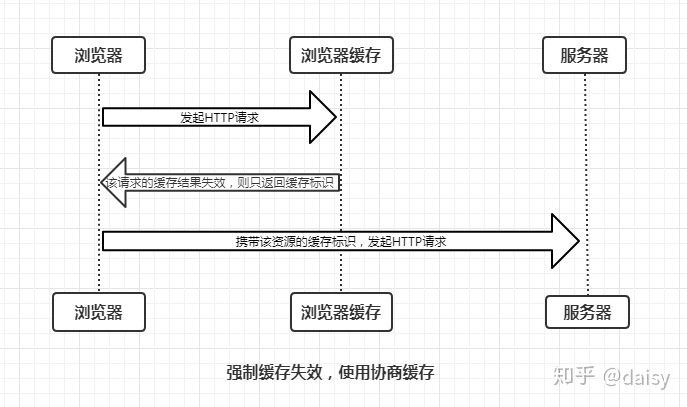 浏览器 浏览器缓存 服务器
发起HTTP请求
该请求的缓存结果失效，则只返回缓存标识
携带该资源的缓存标识，发起HTTP请求
浏览器 浏览器缓存 服务器
强制缓存失效，使用协商缓存
知乎 @daisy